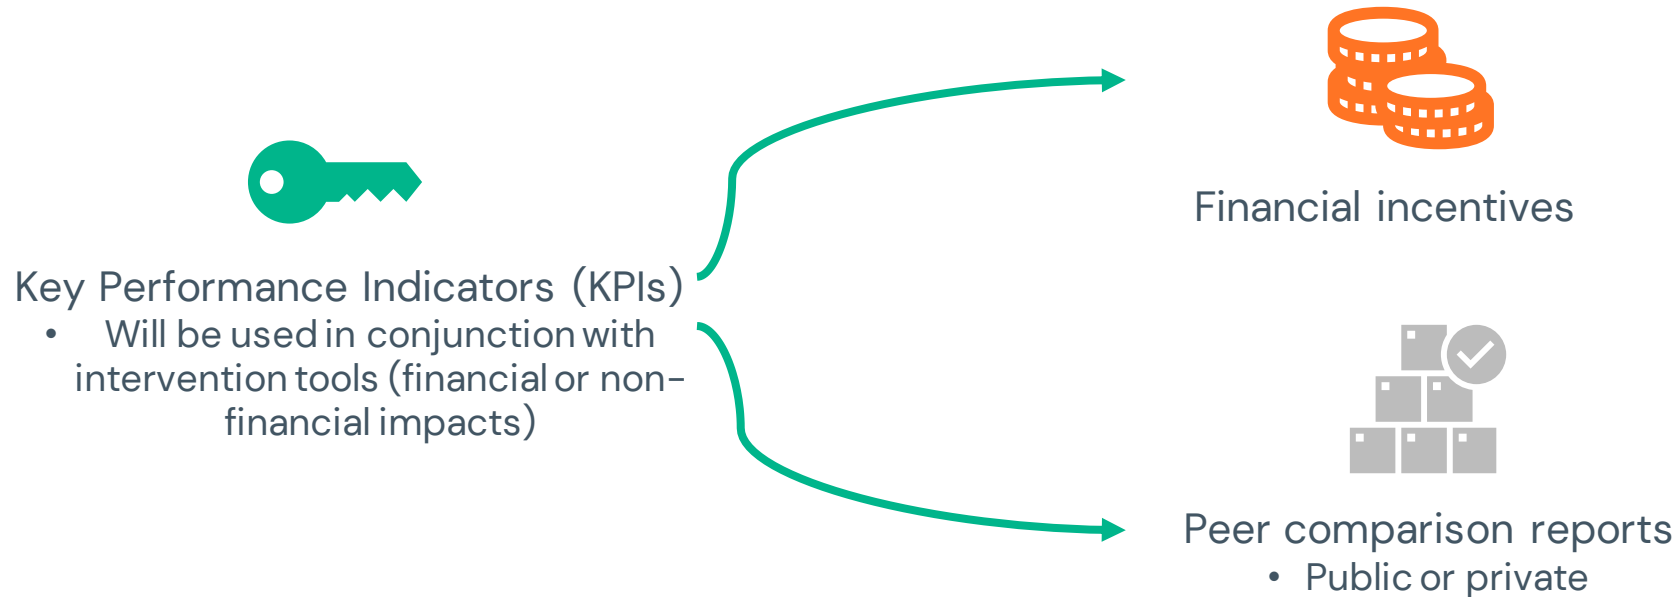 Key Performance Indicators (KPIs)
• Will be used in conjunction with
intervention tools (financial or non-
financial impacts)
Financial incentives
Peer comparison reports
• Public or private